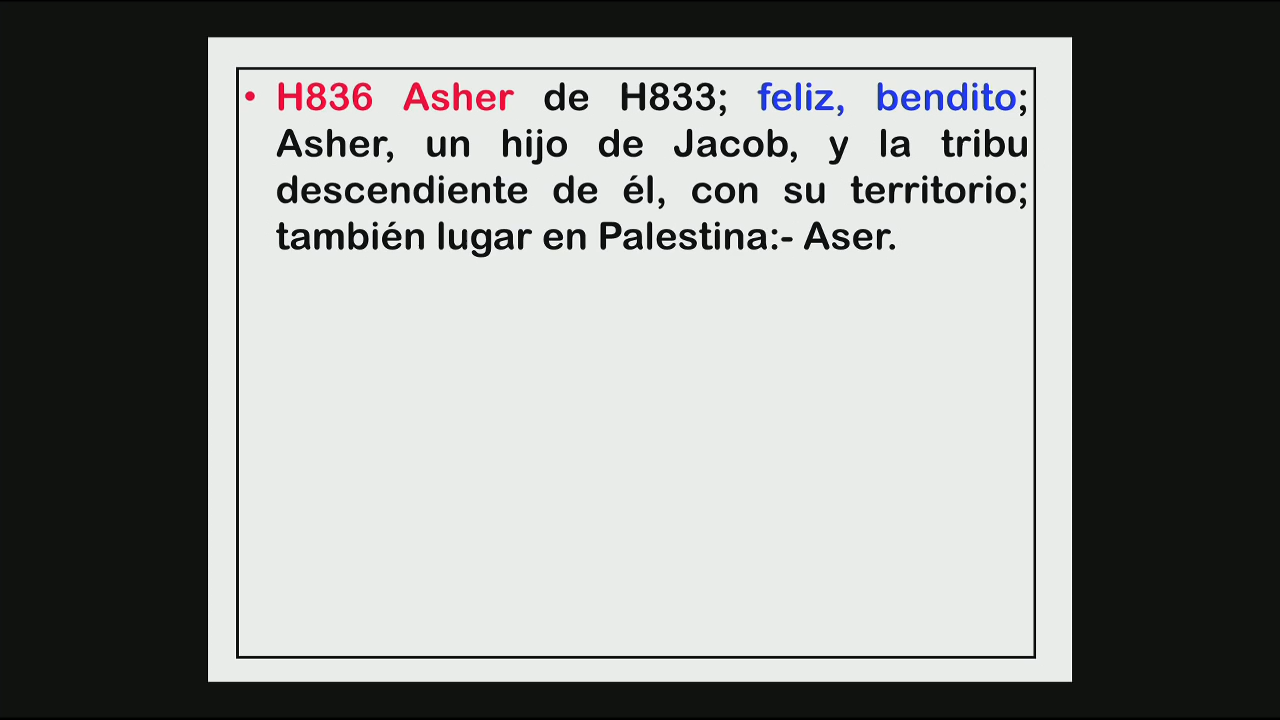 • H836 Asher de H833; feliz, bendito;
Asher, un hijo de Jacob, y la tribu
descendiente de él, con su territorio;
también lugar en Palestina:- Aser.